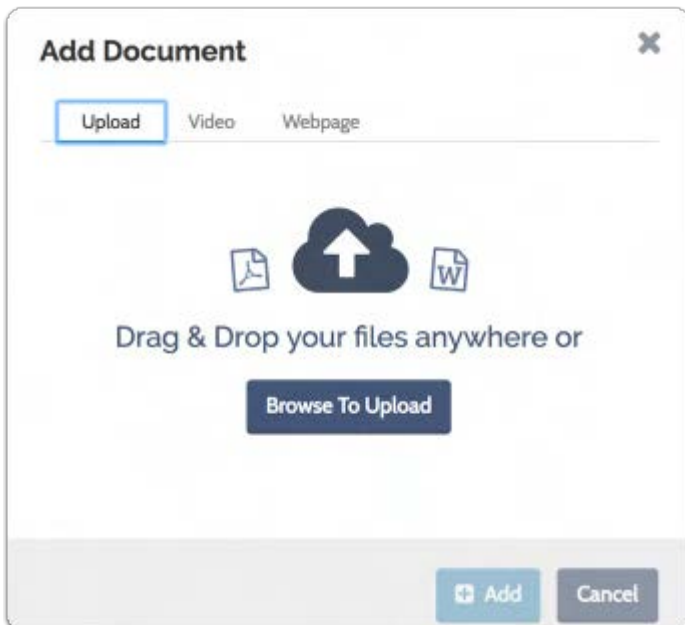 Add Document
Upload Video Webpage
W
Drag & Drop your files anywhere or
Browse To Upload
Add Cancel